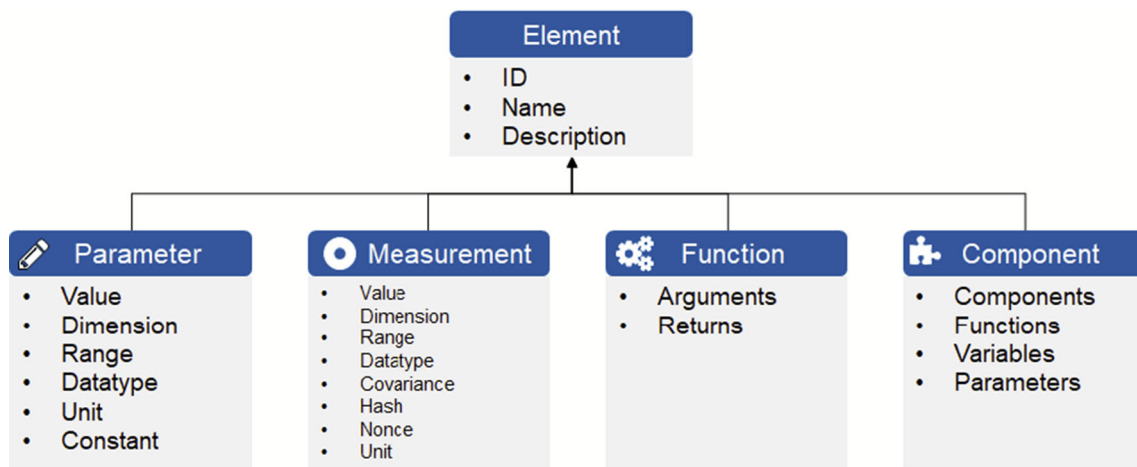 Element
• ID
• Name
• Description
Parameter
• Value
• Dimension
• Range
• Datatype
• Unit
• Constant
Measurement
• Value
• Dimension
• Range
• Datatype
• Covariance
• Hash
• Nonce
• Unit
Function
• Arguments
• Returns
Component
• Components
• Functions
• Variables
• Parameters